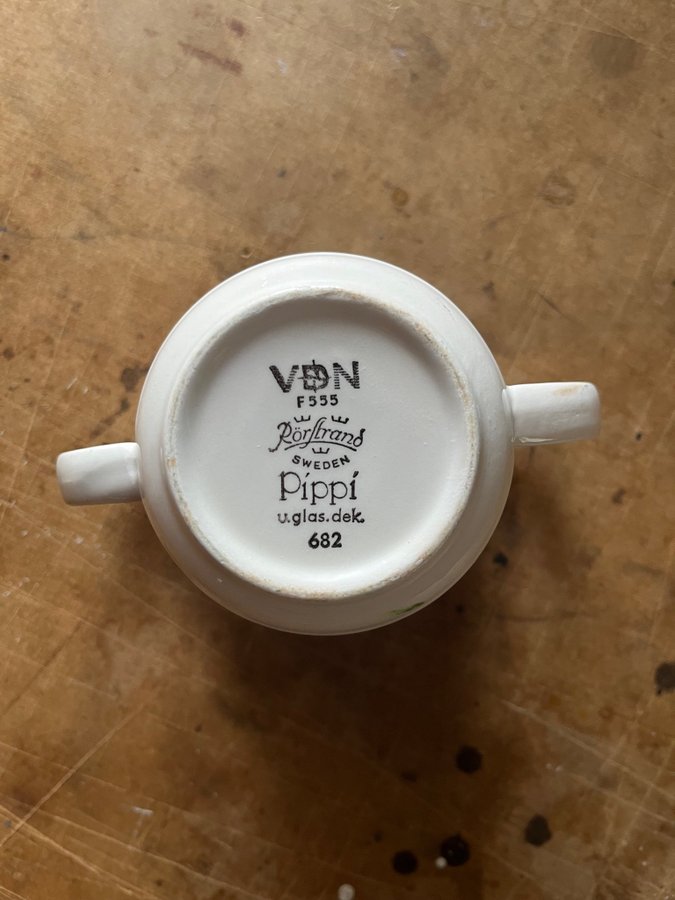 VDN
F555
Rörstrand
SWEDEN
Pippi
u.glas.dek.
682